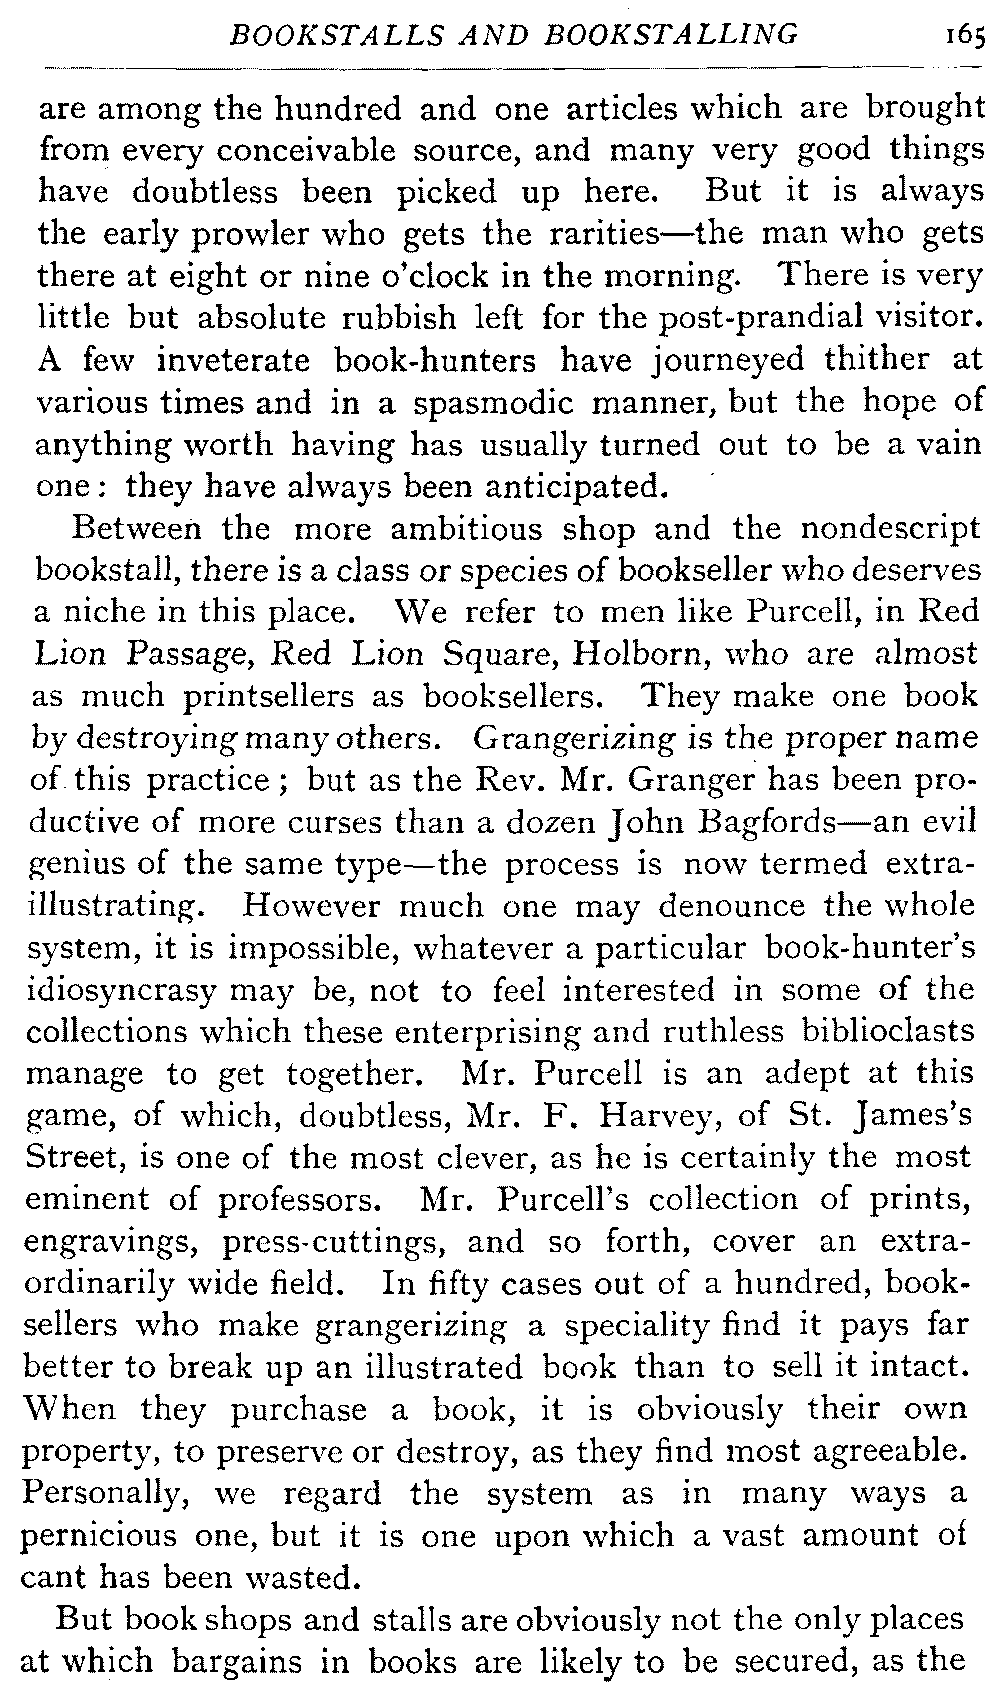 BOOKSTALLS AND BOOKSTALLING 165
are among the hundred and one articles which are brought
from every conceivable source, and many very good things
have doubtless been picked up here. But it is always
the early prowler who gets the rarities—the man who gets
there at eight or nine o'clock in the morning. There is very
little but absolute rubbish left for the post-prandial visitor.
A few inveterate book-hunters have journeyed thither at
various times and in a spasmodic manner, but the hope of
anything worth having has usually turned out to be a vain
one: they have always been anticipated.
Between the more ambitious shop and the nondescript
bookstall, there is a class or species of bookseller who deserves
a niche in this place. We refer to men like Purcell, in Red
Lion Passage, Red Lion Square, Holborn, who are almost
as much printsellers as booksellers. They make one book
by destroying many others. Grangerizing is the proper name
of this practice; but as the Rev. Mr. Granger has been pro-
ductive of more curses than a dozen John Bagfords—an evil
genius of the same type—the process is now termed extra-
illustrating. However much one may denounce the whole
system, it is impossible, whatever a particular book-hunter's
idiosyncrasy may be, not to feel interested in some of the
collections which these enterprising and ruthless biblioclasts
manage to get together. Mr. Purcell is an adept at this
game, of which, doubtless, Mr. F. Harvey, of St. James's
Street, is one of the most clever, as he is certainly the most
eminent of professors. Mr. Purcell's collection of prints,
engravings, press-cuttings, and so forth, cover an extra-
ordinarily wide field. In fifty cases out of a hundred, book-
sellers who make grangerizing a speciality find it pays far
better to break up an illustrated book than to sell it intact.
When they purchase a book, it is obviously their own
property, to preserve or destroy, as they find most agreeable.
Personally, we regard the system as in many ways a
pernicious one, but it is one upon which a vast amount of
cant has been wasted.
But book shops and stalls are obviously not the only places
at which bargains in books are likely to be secured, as the